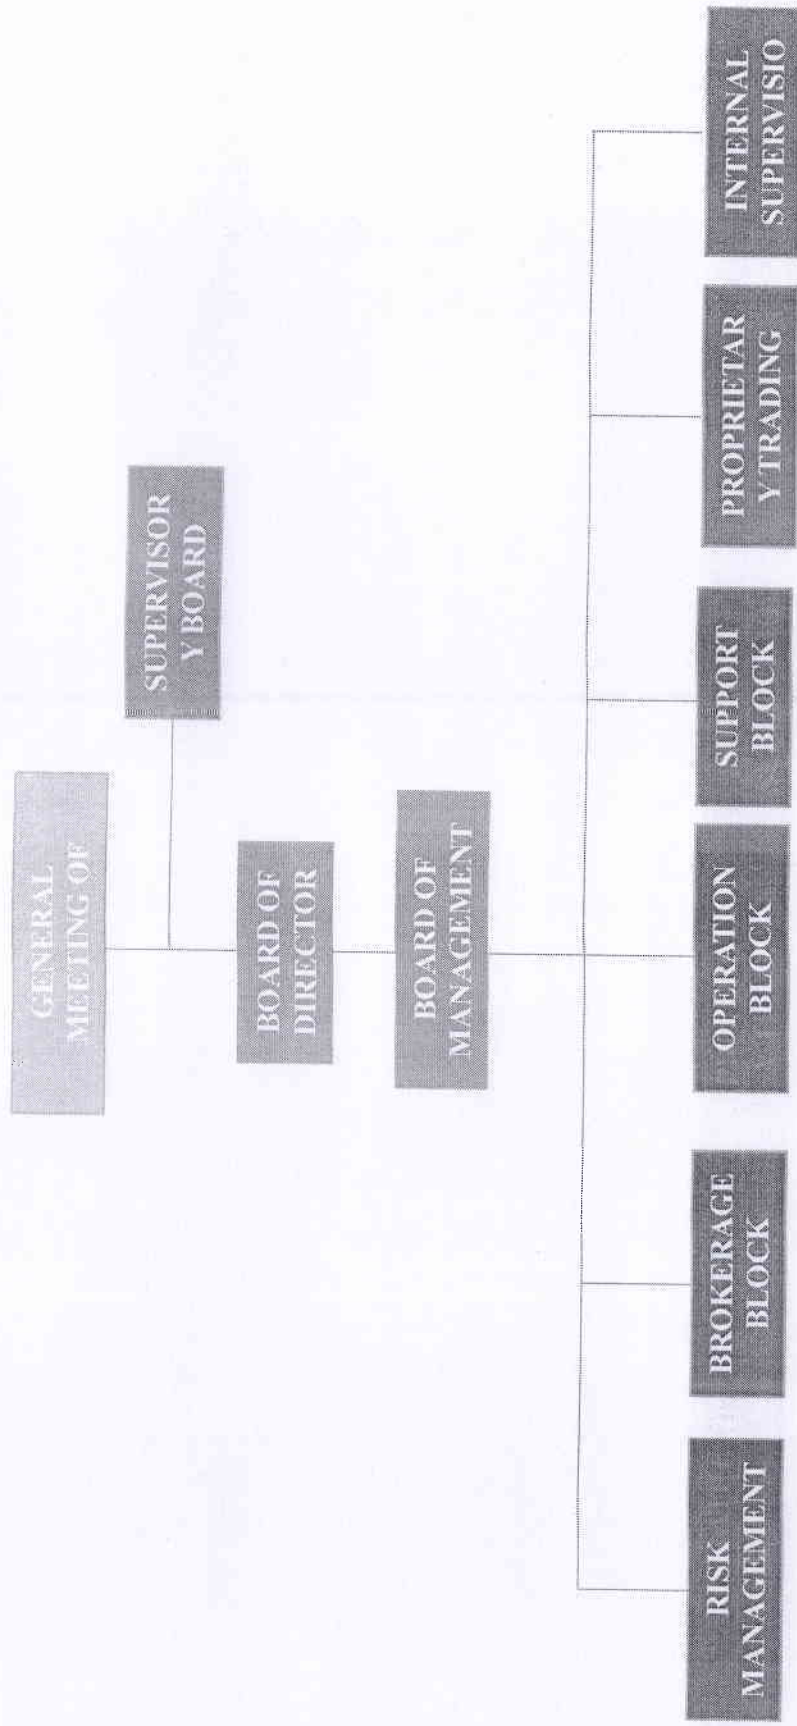 GENERAL
MEETING OF
SUPERVISOR
Y BOARD
BOARD OF
DIRECTOR
BOARD OF
MANAGEMENT
RISK
MANAGEMENT
BROKERAGE
BLOCK
OPERATION
BLOCK
SUPPORT
BLOCK
PROPRIETAR
Y TRADING
INTERNAL
SUPERVISIO